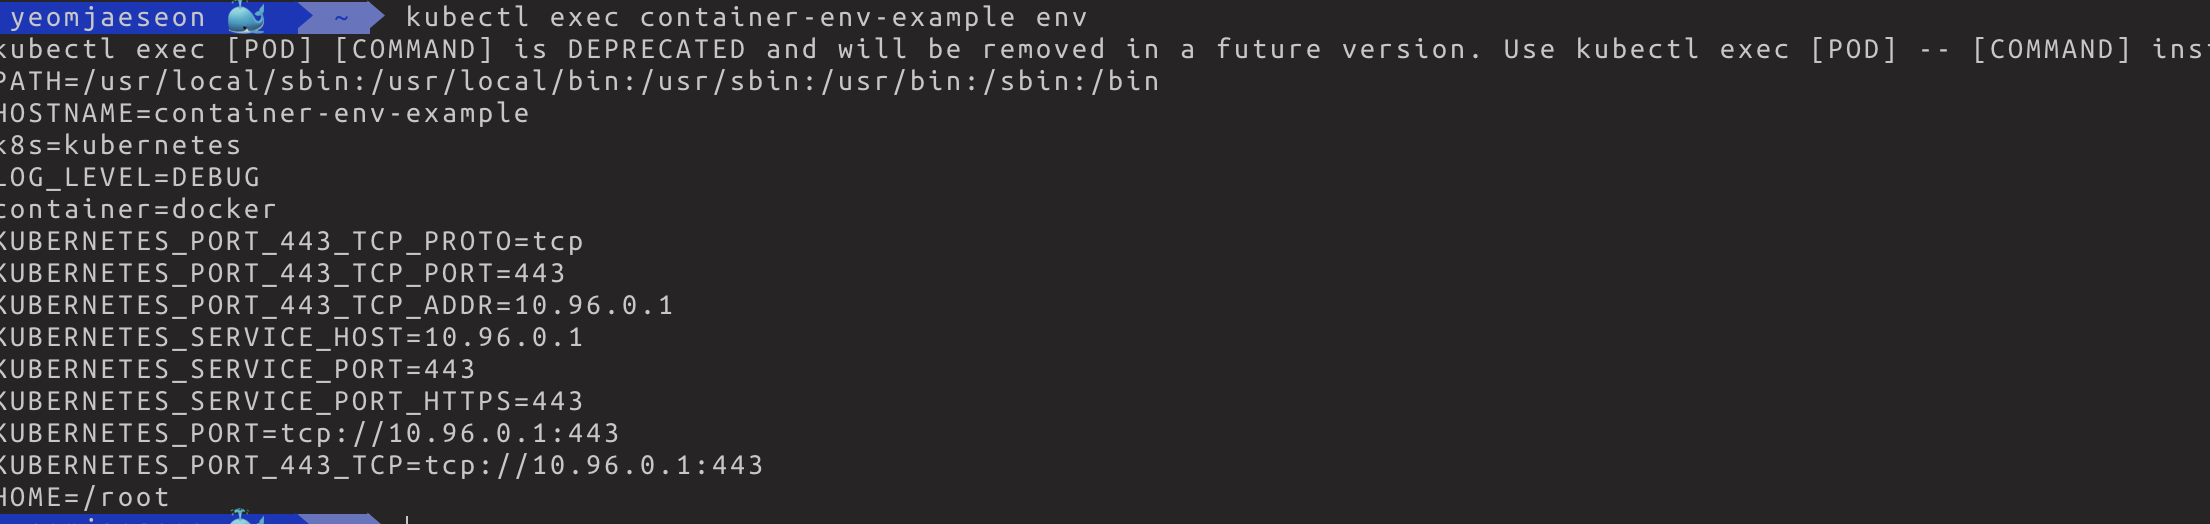 yeomjaeseon ~ kubectl exec container-env-example env
kubectl exec [POD] [COMMAND] is DEPRECATED and will be removed in a future version. Use kubectl exec [POD] -- [COMMAND] ins
PATH=/usr/local/sbin:/usr/local/bin:/usr/sbin:/usr/bin:/sbin:/bin
HOSTNAME=container-env-example
k8s=kubernetes
LOG_LEVEL=DEBUG
container=docker
KUBERNETES_PORT_443_TCP_PROTO=tcp
KUBERNETES_PORT_443_TCP_PORT=443
KUBERNETES_PORT_443_TCP_ADDR=10.96.0.1
KUBERNETES_SERVICE_HOST=10.96.0.1
KUBERNETES_SERVICE_PORT=443
KUBERNETES_SERVICE_PORT_HTTPS=443
KUBERNETES_PORT=tcp://10.96.0.1:443
KUBERNETES_PORT_443_TCP=tcp://10.96.0.1:443
HOME=/root